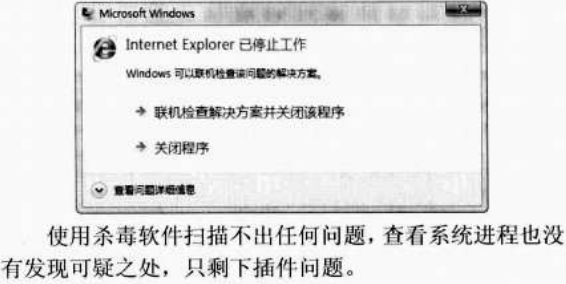 Microsoft Windows
Internet Explorer 已停止工作
Windows 可以联机检查该问题的解决方案。
联机检查解决方案并关闭该程序
关闭程序
查看问题详细信息
使用杀毒软件扫描不出任何问题，查看系统进程也没
有发现可疑之处，只剩下插件问题。